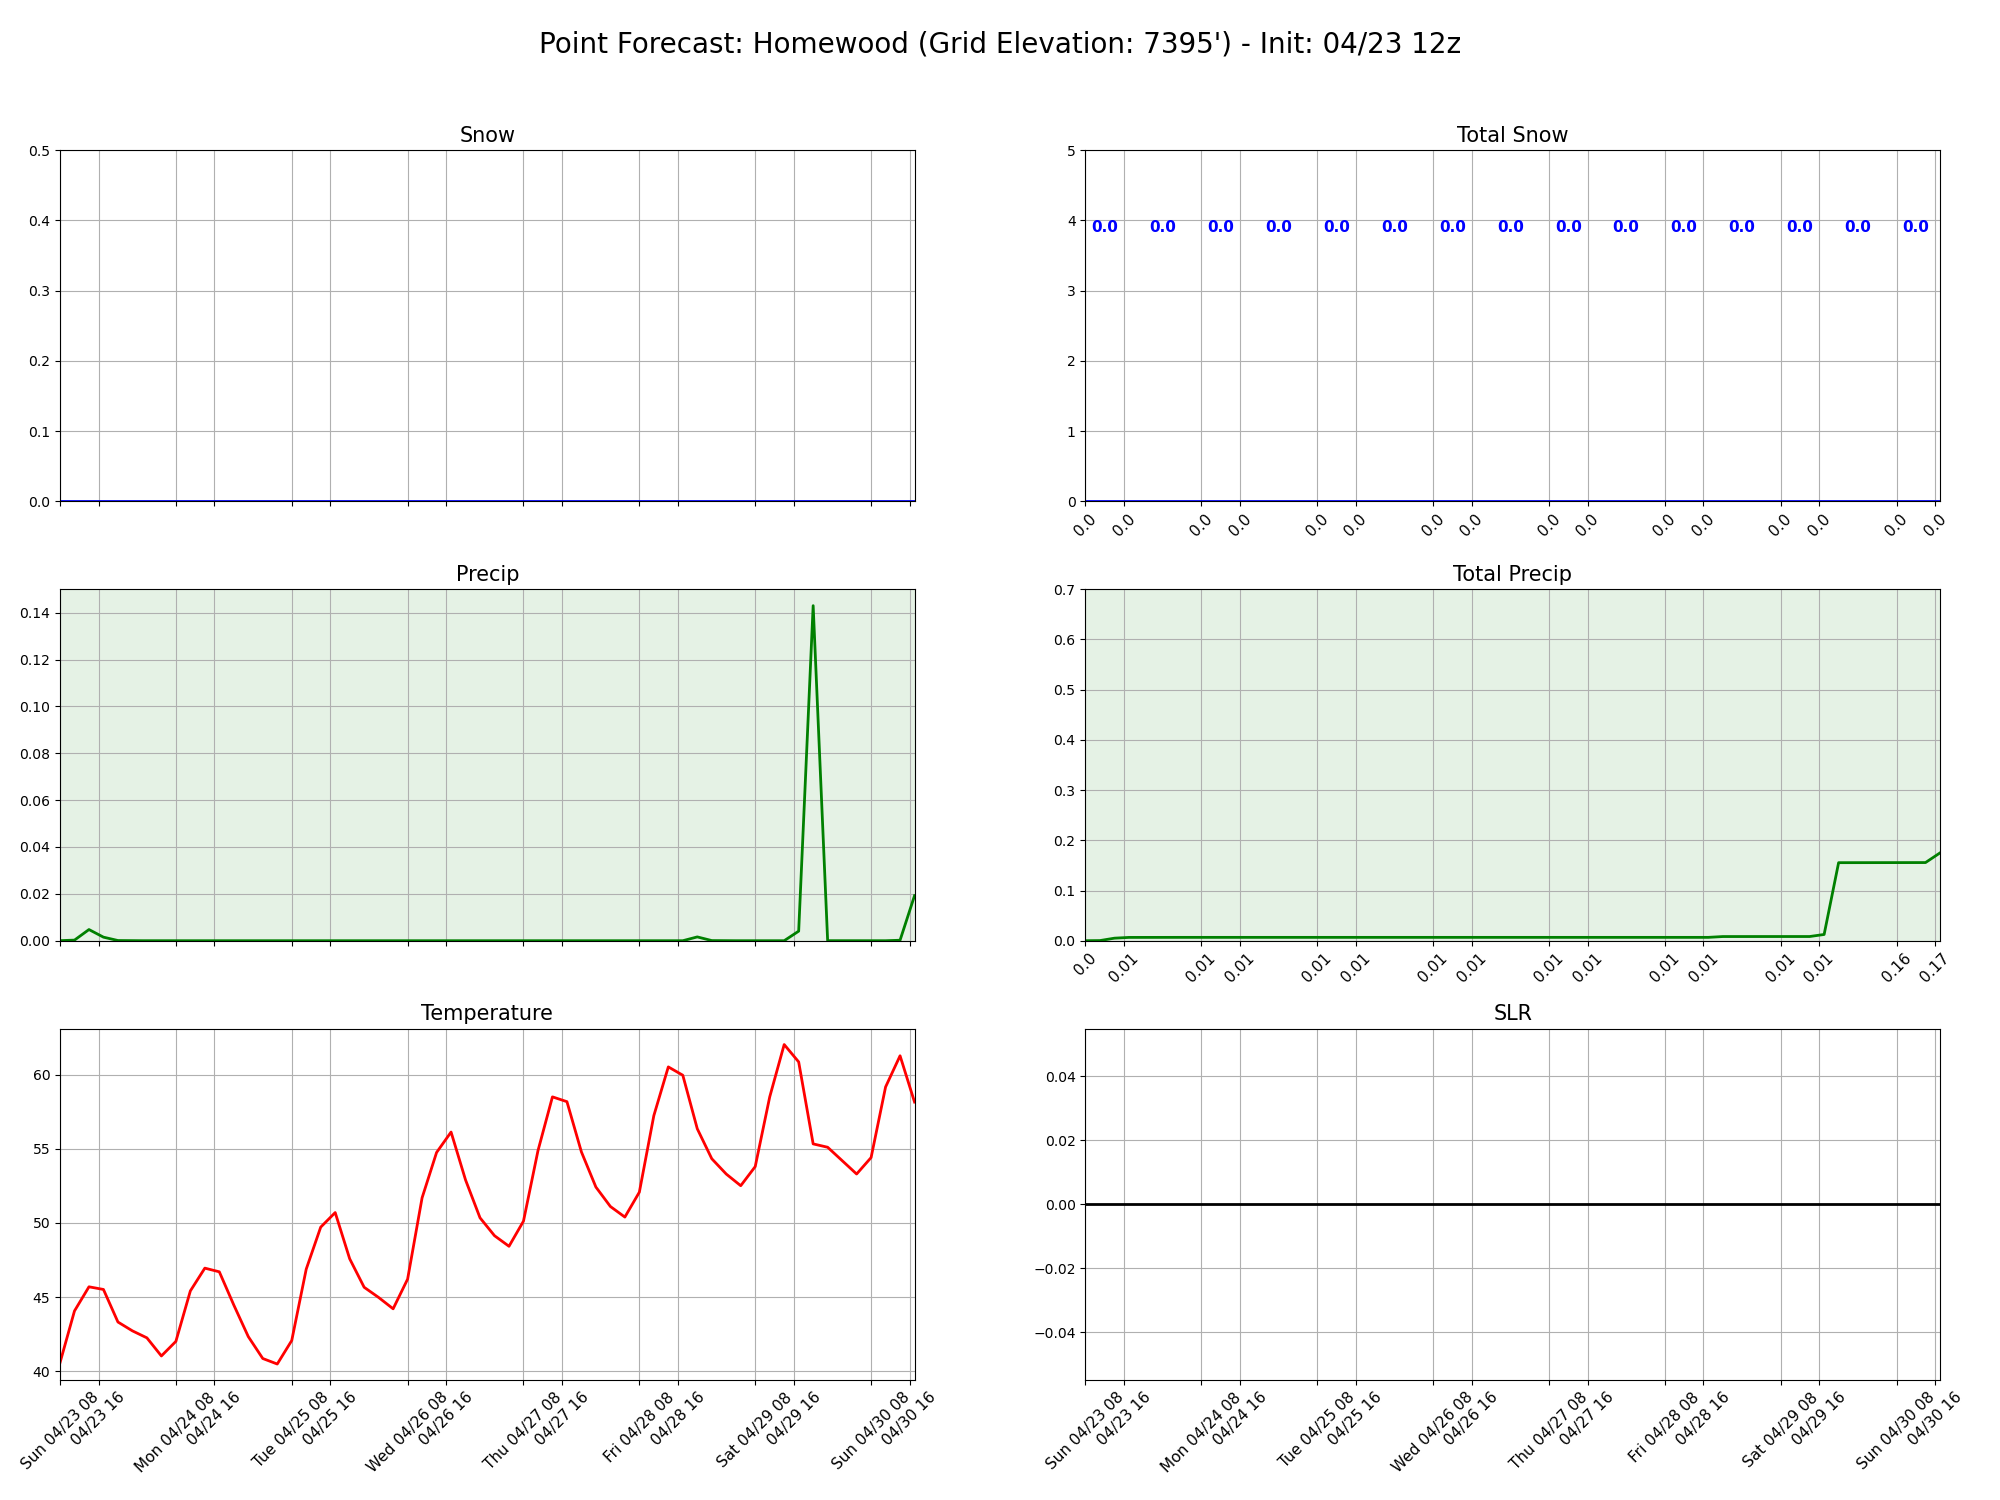 Point Forecast: Homewood (Grid Elevation: 7395') - Init: 04/23 12z
Snow
0.5
0.4
0.3
0.2
0.1
0.0
Total Snow
5
4
3
2
1
0
0.0 0.0 0.0 0.0 0.0 0.0 0.0 0.0 0.0 0.0 0.0 0.0 0.0 0.0 0.0
0.0 0.0 0.0 0.0 0.0 0.0 0.0 0.0 0.0 0.0 0.0 0.0 0.0 0.0 0.0 0.0
Precip
0.14
0.12
0.10
0.08
0.06
0.04
0.02
0.00
Total Precip
0.7
0.6
0.5
0.4
0.3
0.2
0.1
0.0
0.0 0.01 0.01 0.01 0.01 0.01 0.01 0.01 0.01 0.01 0.01 0.01 0.01 0.01 0.16 0.17
Temperature
60
55
50
45
40
Sun 04/23 08
04/23 16
Mon 04/24 08
04/24 16
Tue 04/25 08
04/25 16
Wed 04/26 08
04/26 16
Thu 04/27 08
04/27 16
Fri 04/28 08
04/28 16
Sat 04/29 08
04/29 16
Sun 04/30 08
04/30 16
SLR
0.04
0.02
0.00
−0.02
−0.04
Sun 04/23 08
04/23 16
Mon 04/24 08
04/24 16
Tue 04/25 08
04/25 16
Wed 04/26 08
04/26 16
Thu 04/27 08
04/27 16
Fri 04/28 08
04/28 16
Sat 04/29 08
04/29 16
Sun 04/30 08
04/30 16